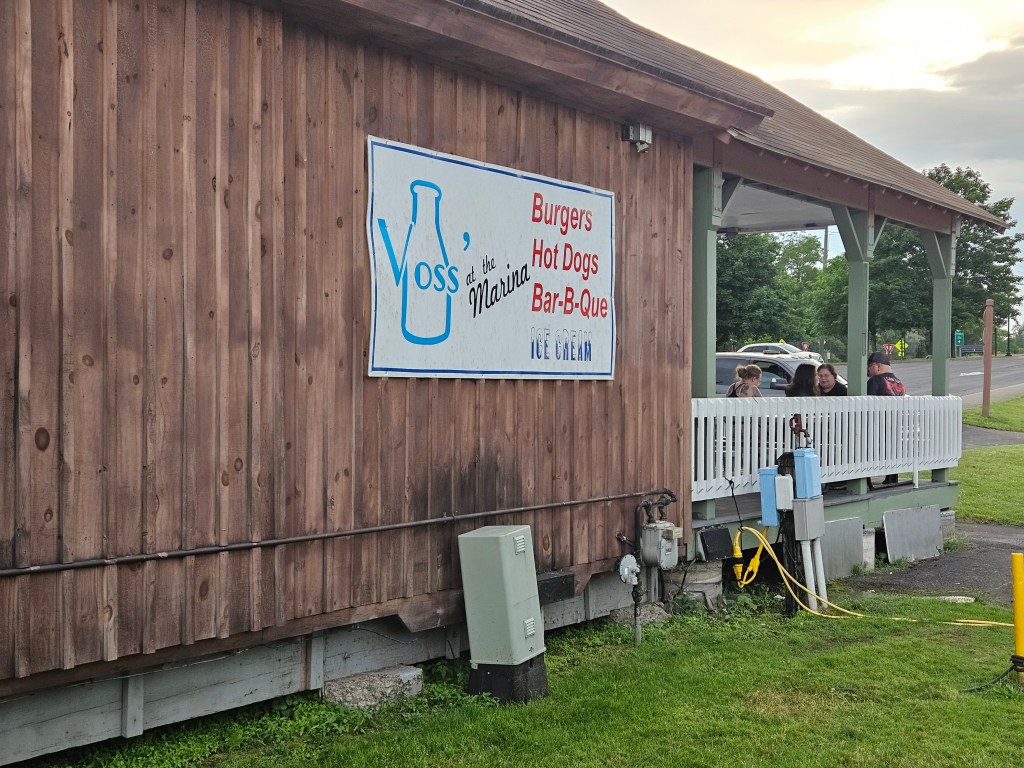 Voss'
at the
Marina
Burgers
Hot Dogs
Bar-B-Que
ICE CREAM